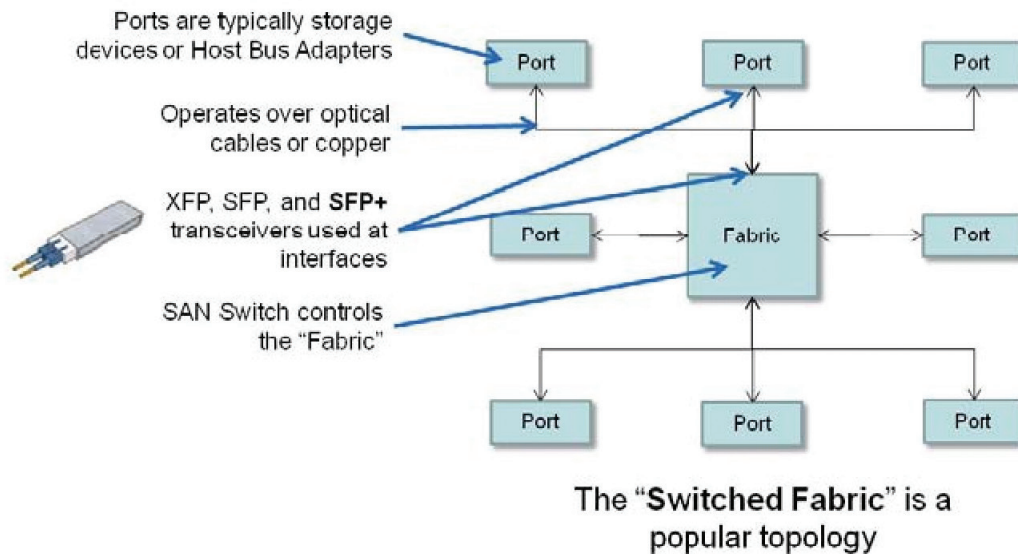 Ports are typically storage
devices or Host Bus Adapters
Port
Port
Port
Operates over optical
cables or copper
XFP, SFP, and SFP+
transceivers used at
interfaces
Port
Fabric
Port
SAN Switch controls
the “Fabric”
Port
Port
Port
The “Switched Fabric” is a
popular topology